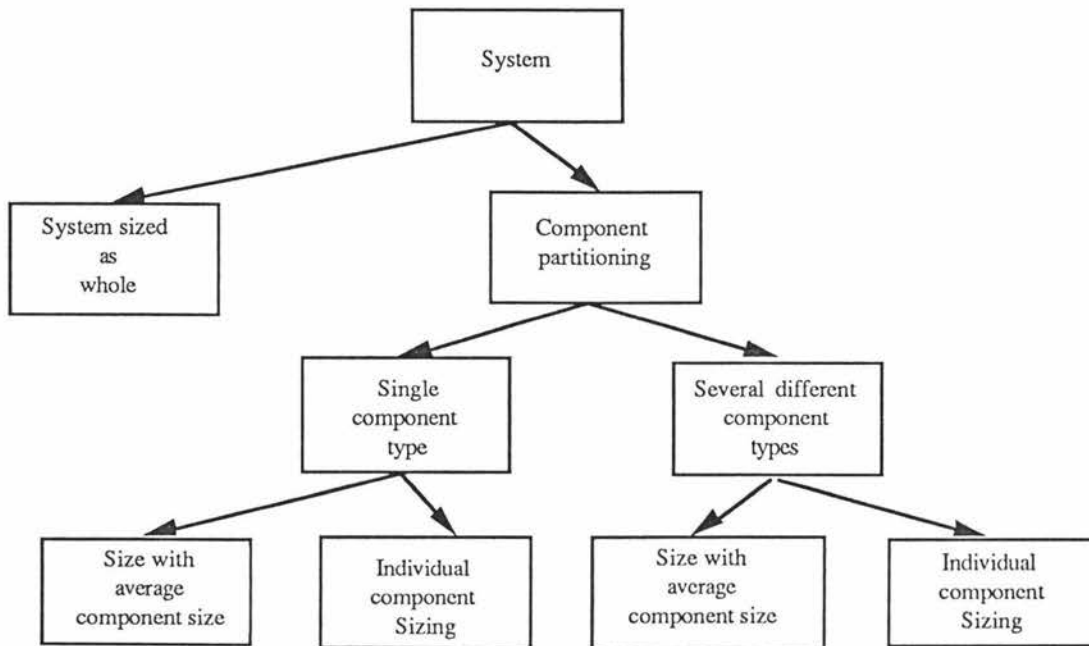 System
System sized
as
whole
Component
partitioning
Single
component
type
Several different
component
types
Size with
average
component size
Individual
component
Sizing
Size with
average
component size
Individual
component
Sizing